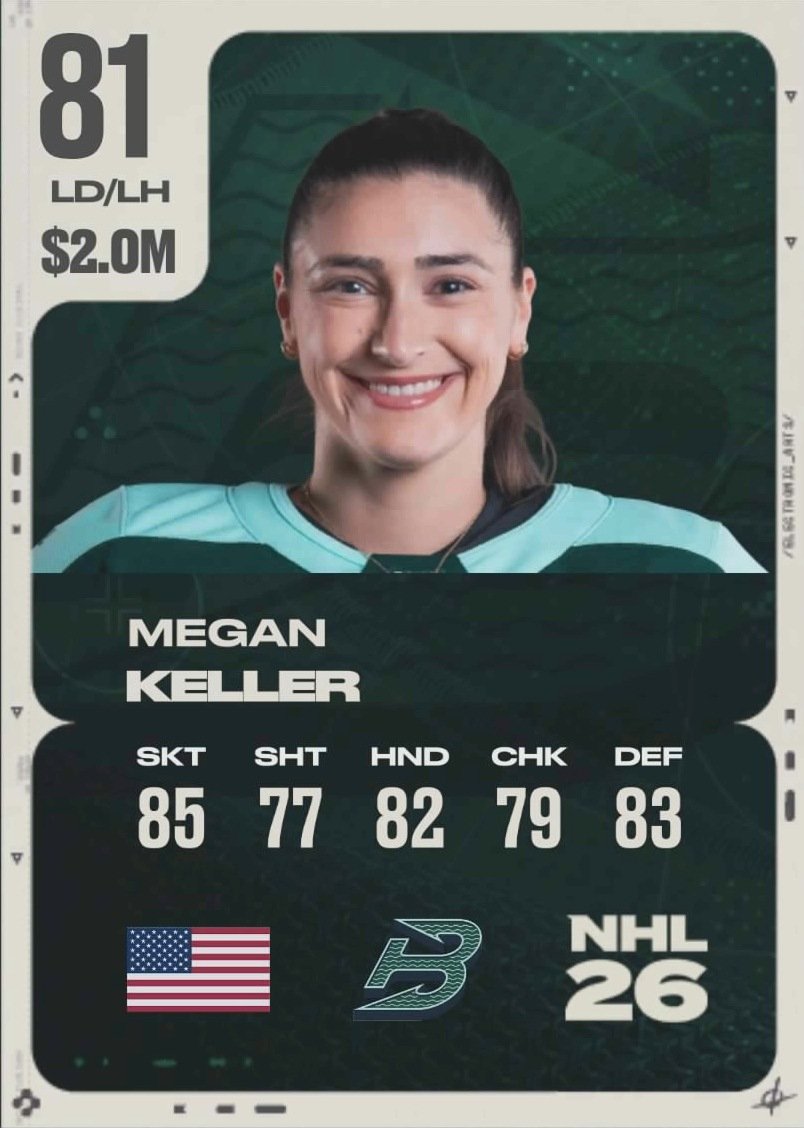 81
LD/LH
$2.0M
MEGAN
KELLER
SKT SHT HND CHK DEF
85 77 82 79 83
B
NHL
26
/ELECTRONIC_ARTS/